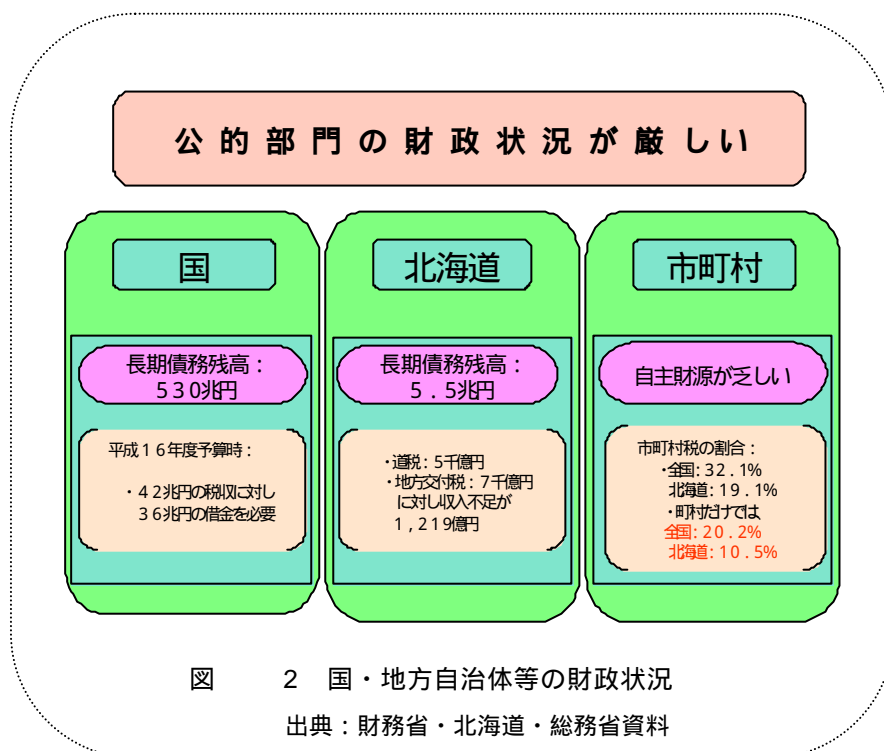 公的部門の財政状況が厳しい
国
長期債務残高：
５３０兆円
平成１６年度予算時：
・４２兆円の税収に対し
３６兆円の借金を必要
北海道
長期債務残高：
５．５兆円
・道税：５千億円
・地方交付税：７千億円
に対し収入不足が
１，２１９億円
市町村
自主財源が乏しい
市町村税の割合：
・全国：３２．１%
北海道：１９．１%
・町村だけでは
全国：２０．２%
北海道：１０．５%
図　２　国・地方自治体等の財政状況
出典：財務省・北海道・総務省資料